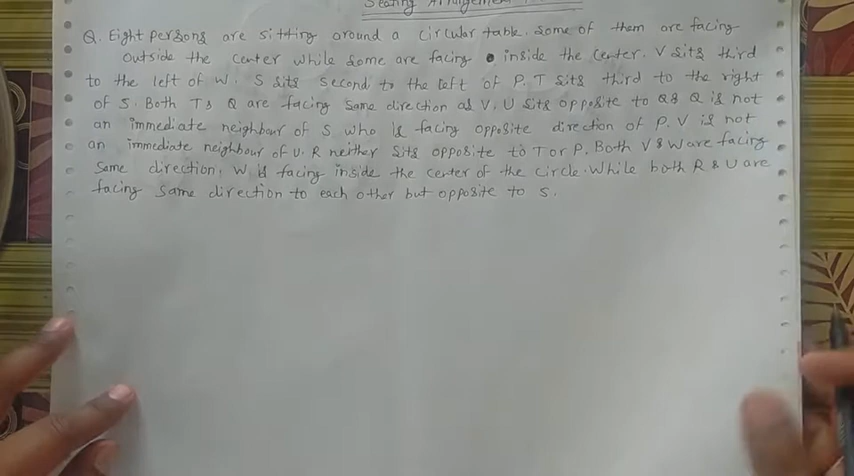 Seating Arrangement
Q. Eight persons are sitting around a circular table. Some of them are facing
outside the center while some are facing inside the center. V sits third
to the left of W. S sits second to the left of P. T sits third to the right
of S. Both T & Q are facing same direction as V. U sits opposite to Q & Q is not
an immediate neighbour of S who is facing opposite direction of P. V is not
an immediate neighbour of U. R neither sits opposite to T or P. Both V & W are facing
same direction. W is facing inside the center of the circle. While both R & U are
facing same direction to each other but opposite to S.